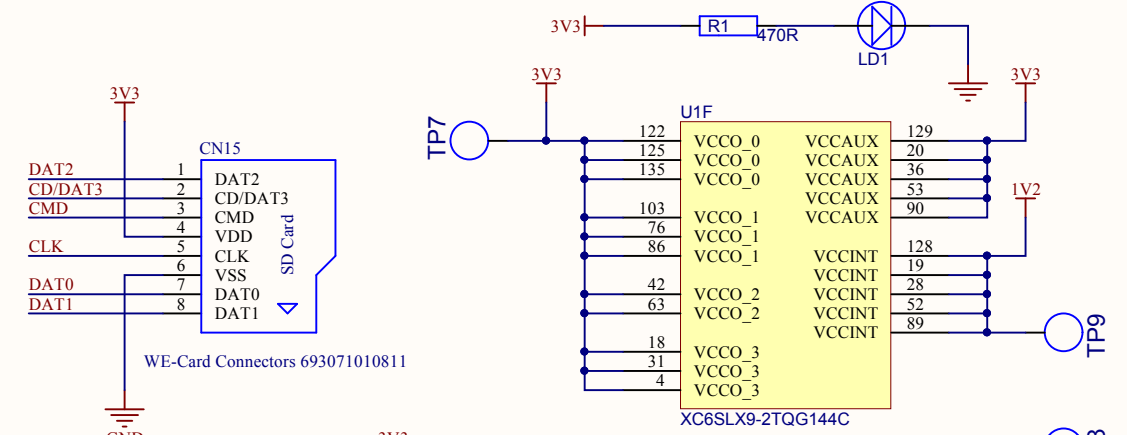 3V3
R1
470R
LD1
3V3
3V3
3V3
TP7
U1F
122 VCCO_0 VCCAUX 129
125 VCCO_0 VCCAUX 20
135 VCCO_0 VCCAUX 36
VCCAUX 53
103 VCCO_1 VCCAUX 90
76 VCCO_1
86 VCCO_1 VCCINT 128
VCCINT 19
42 VCCO_2 VCCINT 28
63 VCCO_2 VCCINT 52
VCCINT 89
18 VCCO_3
31 VCCO_3
4 VCCO_3
XC6SLX9-2TQG144C
1V2
TP9
CN15
DAT2 1 DAT2
CD/DAT3 2 CD/DAT3
CMD 3 CMD
4 VDD
CLK 5 CLK
6 VSS
DAT0 7 DAT0
DAT1 8 DAT1
SD Card
WE-Card Connectors 693071010811
GND
3V3